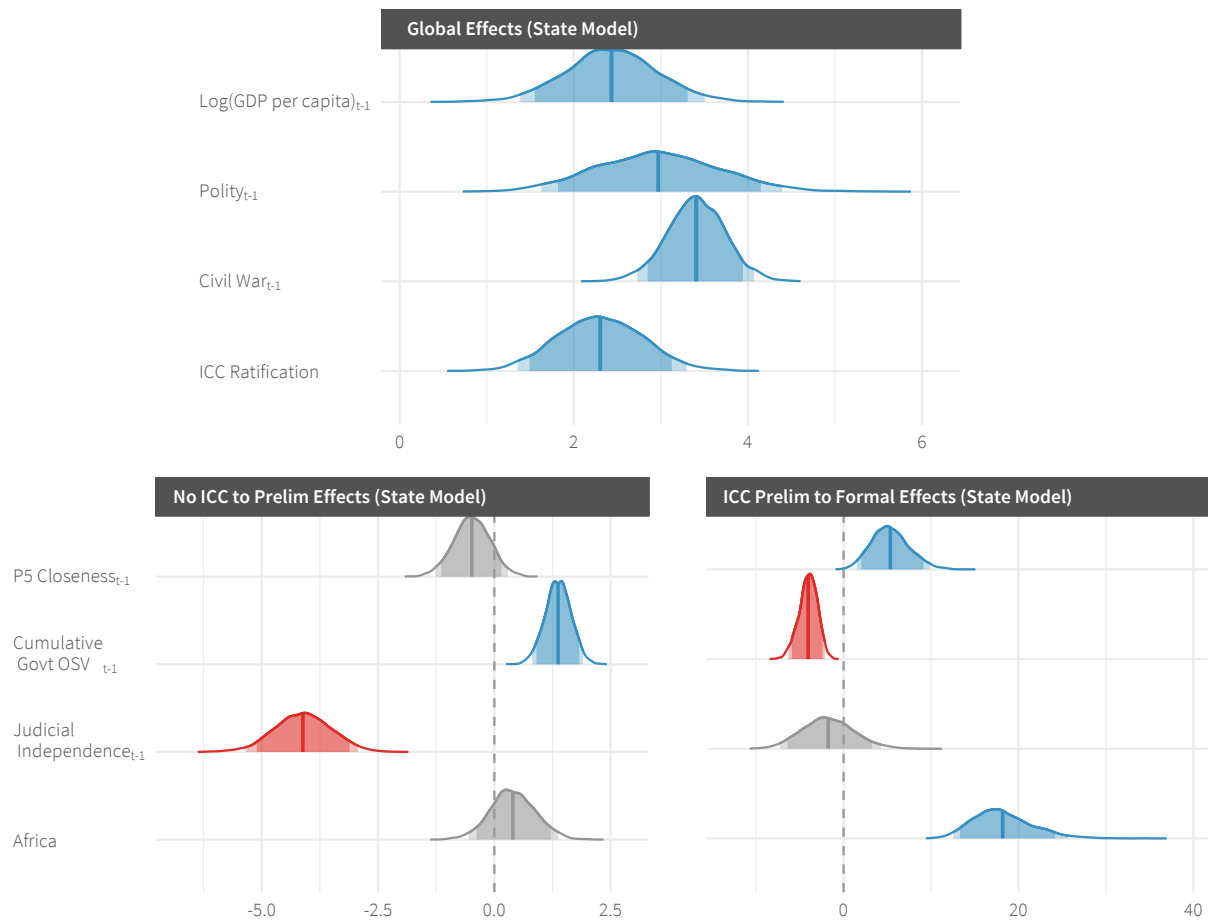 Global Effects (State Model)
Log(GDP per capita)t-1
Polityt-1
Civil Wart-1
ICC Ratification
0 2 4 6
No ICC to Prelim Effects (State Model)
ICC Prelim to Formal Effects (State Model)
P5 Closenesst-1
Cumulative
Govt OSV t-1
Judicial
Independencet-1
Africa
-5.0 -2.5 0.0 2.5
0 20 40